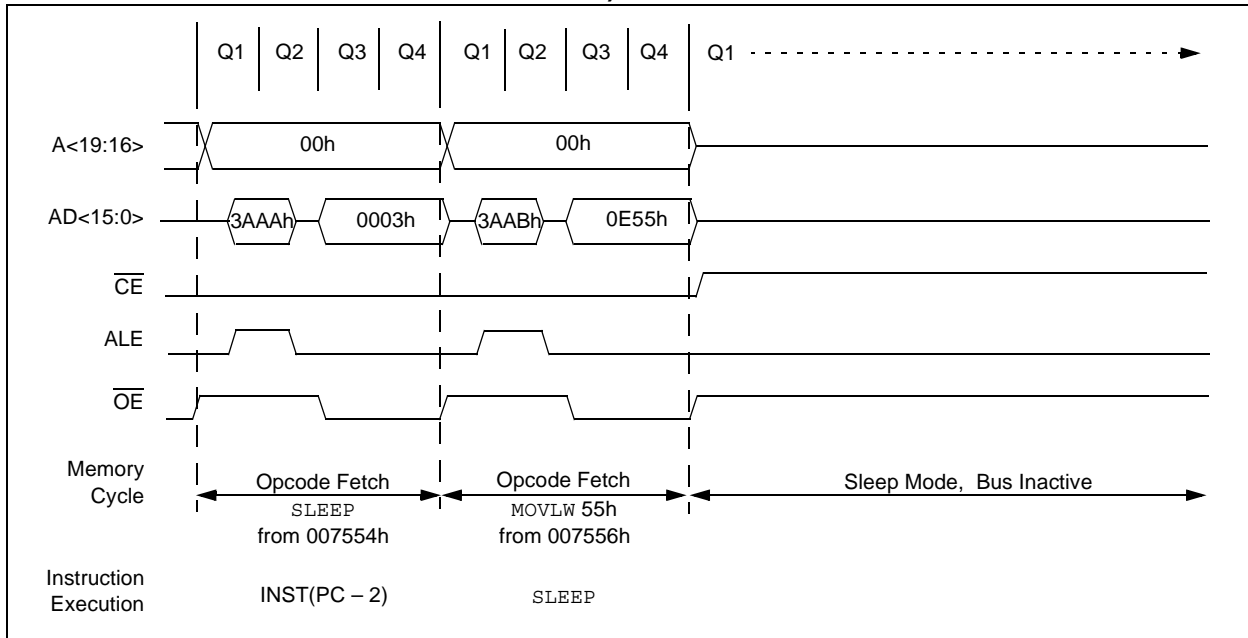 Q1 Q2 Q3 Q4 Q1 Q2 Q3 Q4 Q1
A<19:16> 00h 00h
AD<15:0> 3AAAh 0003h 3AABh 0E55h
CE
ALE
OE
Memory
Cycle
Opcode Fetch
SLEEP
from 007554h
Opcode Fetch
MOVLW 55h
from 007556h
Sleep Mode, Bus Inactive
Instruction
Execution
INST(PC – 2)
SLEEP